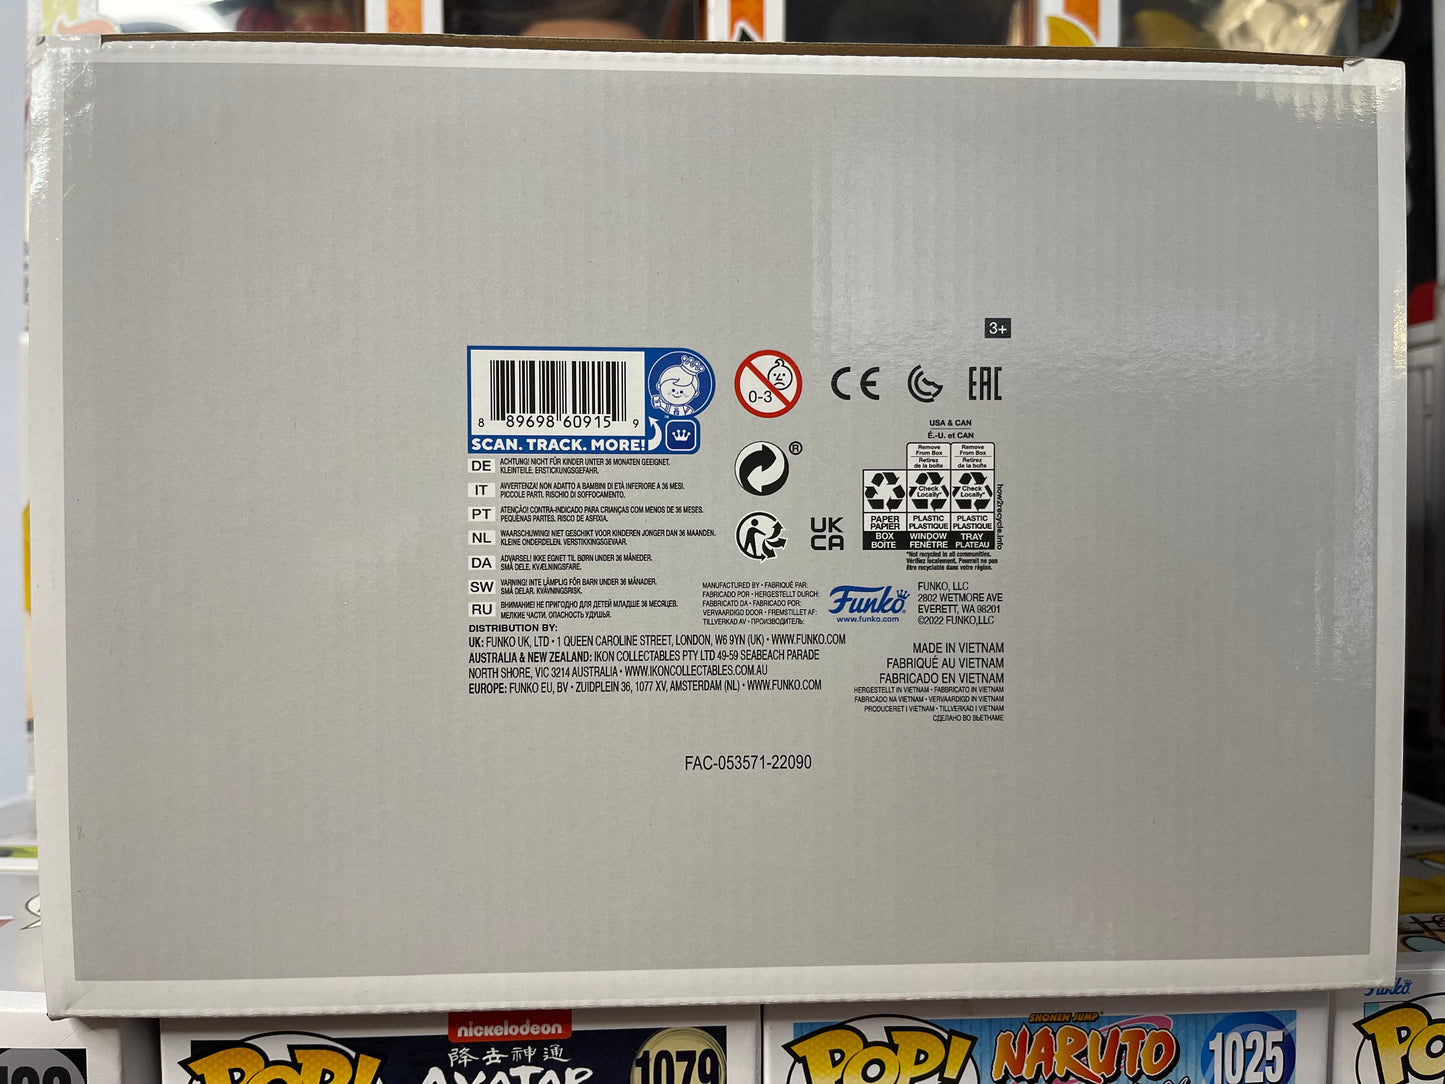 3+
8 89698 60915 9
SCAN. TRACK. MORE!
0-3
CE
EAC
USA & CAN
É.-U. et CAN
Remove From Box
Retirez de la boîte
Remove From Box
Retirez de la boîte
Check Locally*
Check Locally*
PAPER PAPIER
PLASTIC PLASTIQUE
PLASTIC PLASTIQUE
BOX BOÎTE
WINDOW FENÊTRE
TRAY PLATEAU
how2recycle.info
*Not recycled in all communities.
Vérifiez localement. Pourrait ne pas
être recyclable dans votre région.
®
UK
CA
DE ACHTUNG! NICHT FÜR KINDER UNTER 36 MONATEN GEEIGNET.
KLEINTEILE. ERSTICKUNGSGEFAHR.
IT AVVERTENZA! NON ADATTO A BAMBINI DI ETÀ INFERIORE A 36 MESI.
PICCOLE PARTI. RISCHIO DI SOFFOCAMENTO.
PT ATENÇÃO! CONTRA-INDICADO PARA CRIANÇAS COM MENOS DE 36 MESES.
PEQUENAS PARTES. RISCO DE ASFIXIA.
NL WAARSCHUWING! NIET GESCHIKT VOOR KINDEREN JONGER DAN 36 MAANDEN.
KLEINE ONDERDELEN. VERSTIKKINGSGEVAAR.
DA ADVARSEL! IKKE EGNET TIL BØRN UNDER 36 MÅNEDER.
SMÅ DELE. KVÆLNINGSFARE.
SW VARNING! INTE LÄMPLIG FÖR BARN UNDER 36 MÅNADER.
SMÅ DELAR. KVÄVNINGSRISK.
RU ВНИМАНИЕ! НЕ ПРИГОДНО ДЛЯ ДЕТЕЙ МЛАДШЕ 36 МЕСЯЦЕВ.
МЕЛКИЕ ЧАСТИ. ОПАСНОСТЬ УДУШЬЯ.
MANUFACTURED BY • FABRIQUÉ PAR:
FABRICADO POR • HERGESTELLT DURCH:
FABBRICATO DA • FABRICADO POR:
VERVAARDIGD DOOR • FREMSTILLET AF:
TILLVERKAD AV • ПРОИЗВОДИТЕЛЬ:
Funko
www.funko.com
FUNKO, LLC
2802 WETMORE AVE
EVERETT, WA 98201
©2022 FUNKO,LLC
DISTRIBUTION BY:
UK: FUNKO UK, LTD • 1 QUEEN CAROLINE STREET, LONDON, W6 9YN (UK) • WWW.FUNKO.COM
AUSTRALIA & NEW ZEALAND: IKON COLLECTABLES PTY LTD 49-59 SEABEACH PARADE
NORTH SHORE, VIC 3214 AUSTRALIA • WWW.IKONCOLLECTABLES.COM.AU
EUROPE: FUNKO EU, BV • ZUIDPLEIN 36, 1077 XV, AMSTERDAM (NL) • WWW.FUNKO.COM
MADE IN VIETNAM
FABRIQUÉ AU VIETNAM
FABRICADO EN VIETNAM
HERGESTELLT IN VIETNAM • FABBRICATO IN VIETNAM
FABRICADO NA VIETNAM • VERVAARDIGD IN VIETNAM
PRODUCERET I VIETNAM • TILLVERKAD I VIETNAM
СДЕЛАНО ВО ВЬЕТНАМЕ
FAC-053571-22090
nickelodeon
降去神通
AVATAR
POP!
1079
POP!
SHONEN JUMP
NARUTO
1025
Funko
POP!